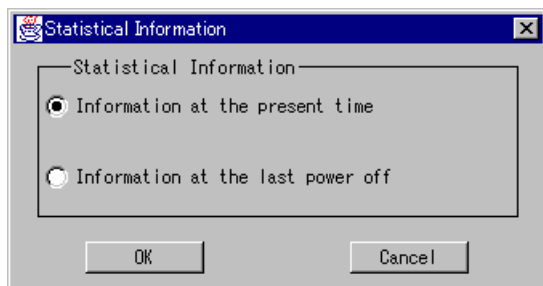 Statistical Information
Statistical Information
Information at the present time
Information at the last power off
OK Cancel